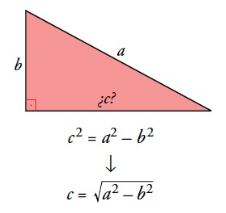 a
b
¿c?
c² = a² – b²
↓
c = √a² – b²